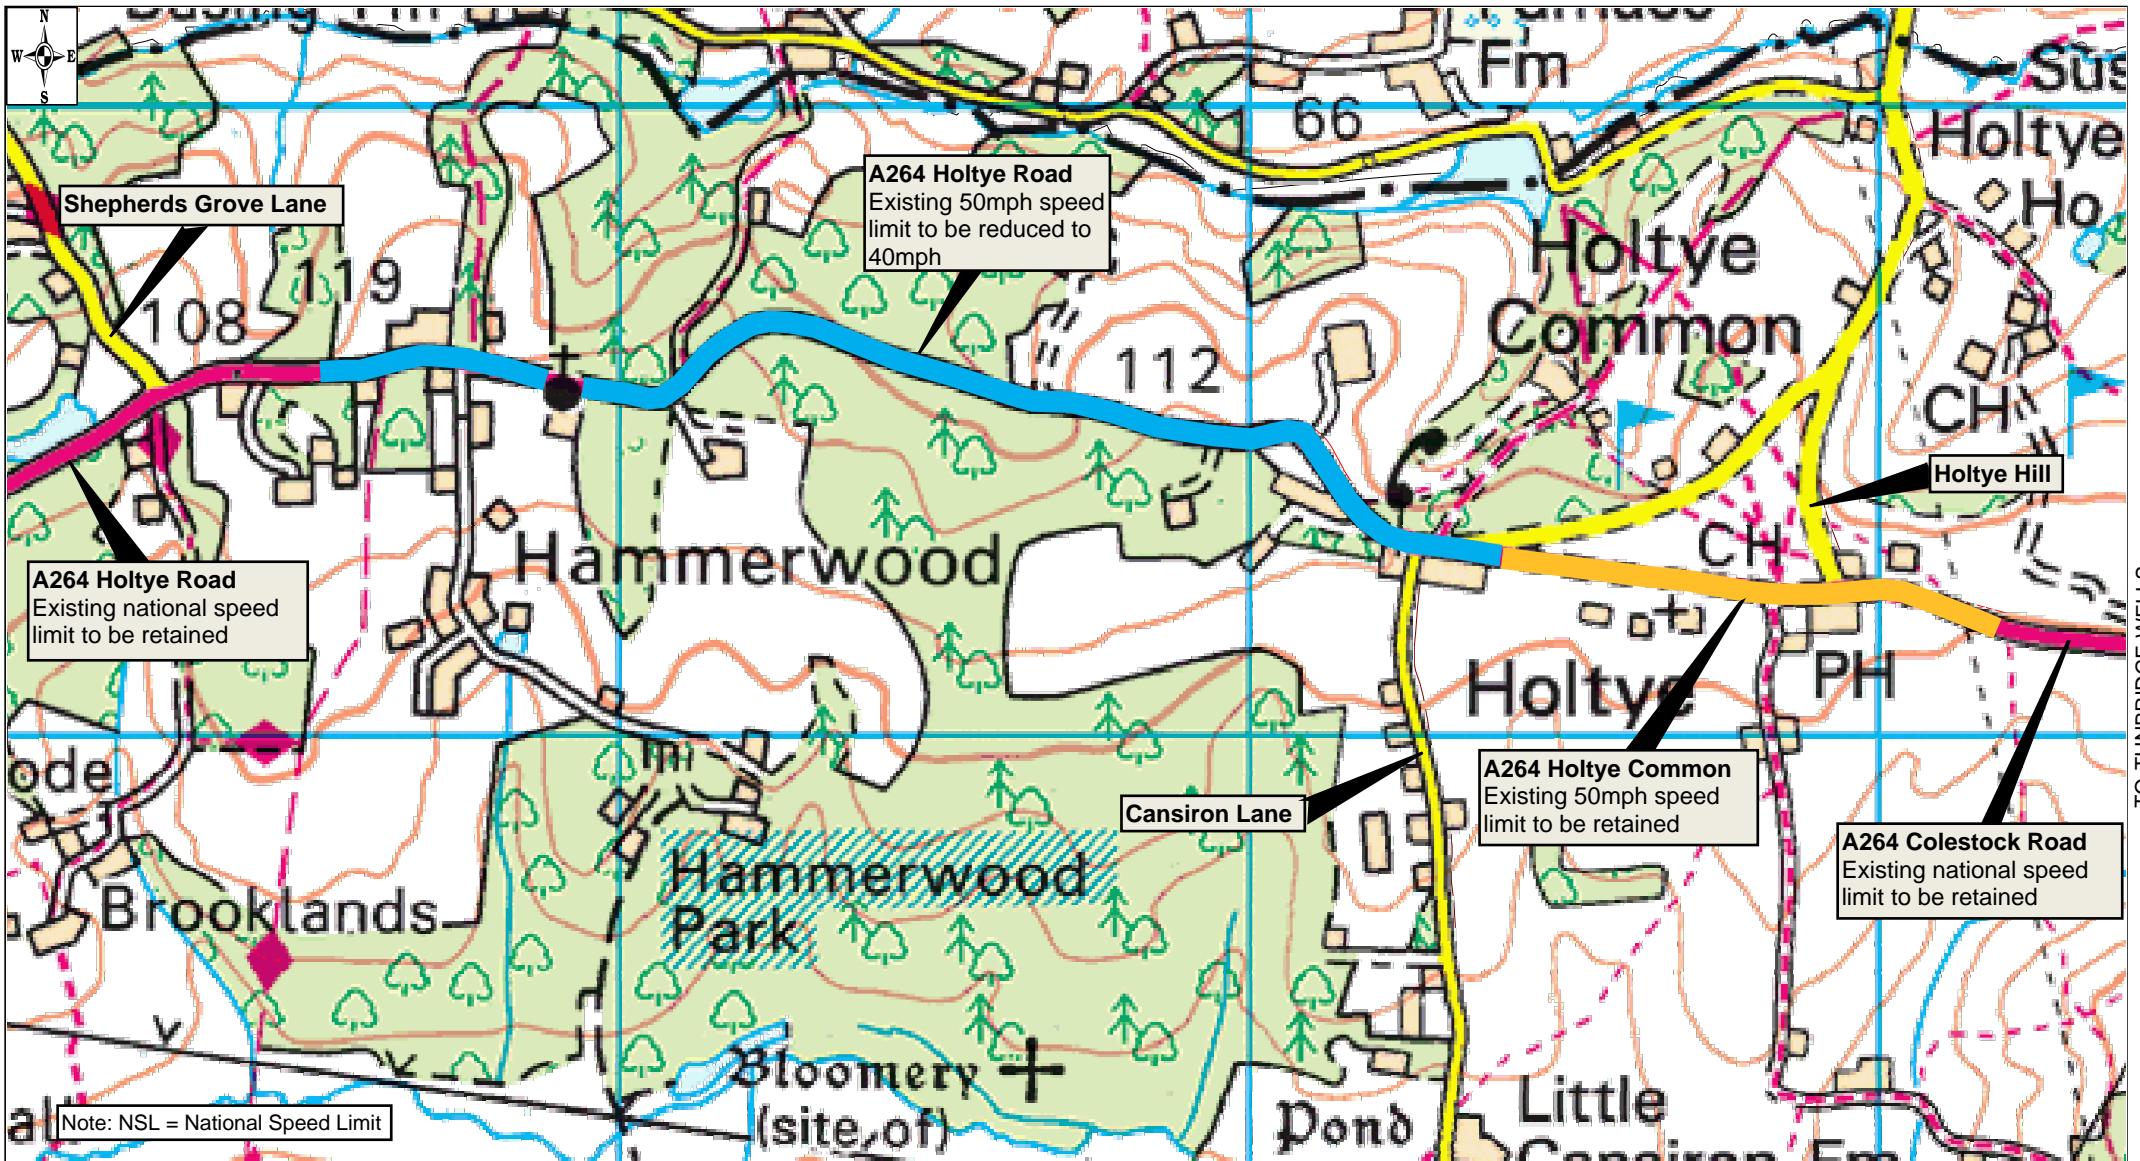 N
W E
S
Fm
66
Sus
Holtye
Ho
Shepherds Grove Lane
A264 Holtye Road
Existing 50mph speed
limit to be reduced to
40mph
119
108
Holtye
Common
112
CH
Holtye Hill
CH
A264 Holtye Road
Existing national speed
limit to be retained
Hammerwood
Holtye
PH
ode
A264 Holtye Common
Existing 50mph speed
limit to be retained
Cansiron Lane
A264 Colestock Road
Existing national speed
limit to be retained
Hammerwood
Park
Brooklands
Bloomery
(site of)
Pond
Little
Note: NSL = National Speed Limit